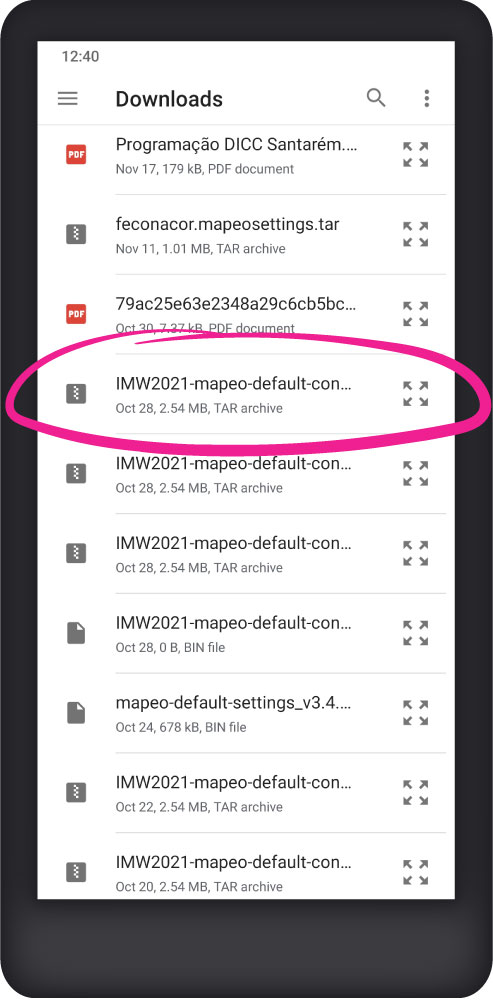 12:40
Downloads
PDF
Programação DICC Santarém....
Nov 17, 179 kB, PDF document
feconacor.mapeosettings.tar
Nov 11, 1.01 MB, TAR archive
PDF
79ac25e63e2348a29c6cb5bc...
Oct 30, 7.37 kB, PDF document
IMW2021-mapeo-default-con...
Oct 28, 2.54 MB, TAR archive
IMW2021-mapeo-default-con...
Oct 28, 2.54 MB, TAR archive
IMW2021-mapeo-default-con...
Oct 28, 2.54 MB, TAR archive
IMW2021-mapeo-default-con...
Oct 28, 0 B, BIN file
mapeo-default-settings_v3.4....
Oct 24, 678 kB, BIN file
IMW2021-mapeo-default-con...
Oct 22, 2.54 MB, TAR archive
IMW2021-mapeo-default-con...
Oct 20, 2.54 MB, TAR archive